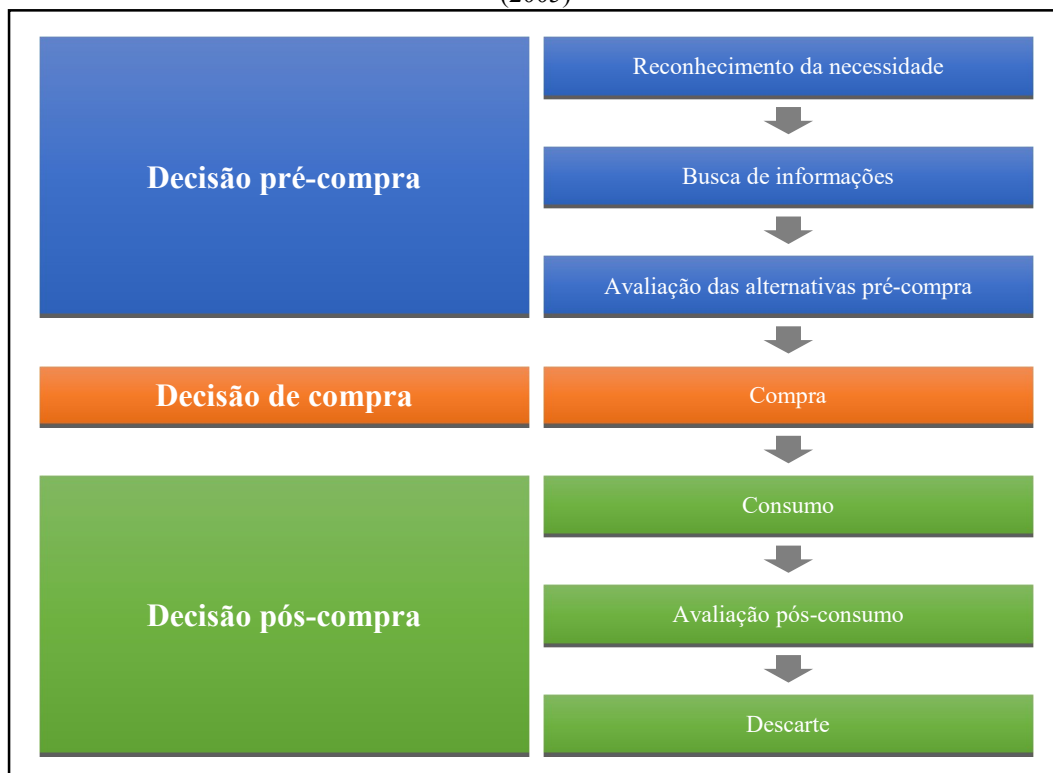 (2005)
Reconhecimento da necessidade
Decisão pré-compra
Busca de informações
Avaliação das alternativas pré-compra
Decisão de compra
Compra
Consumo
Decisão pós-compra
Avaliação pós-consumo
Descarte